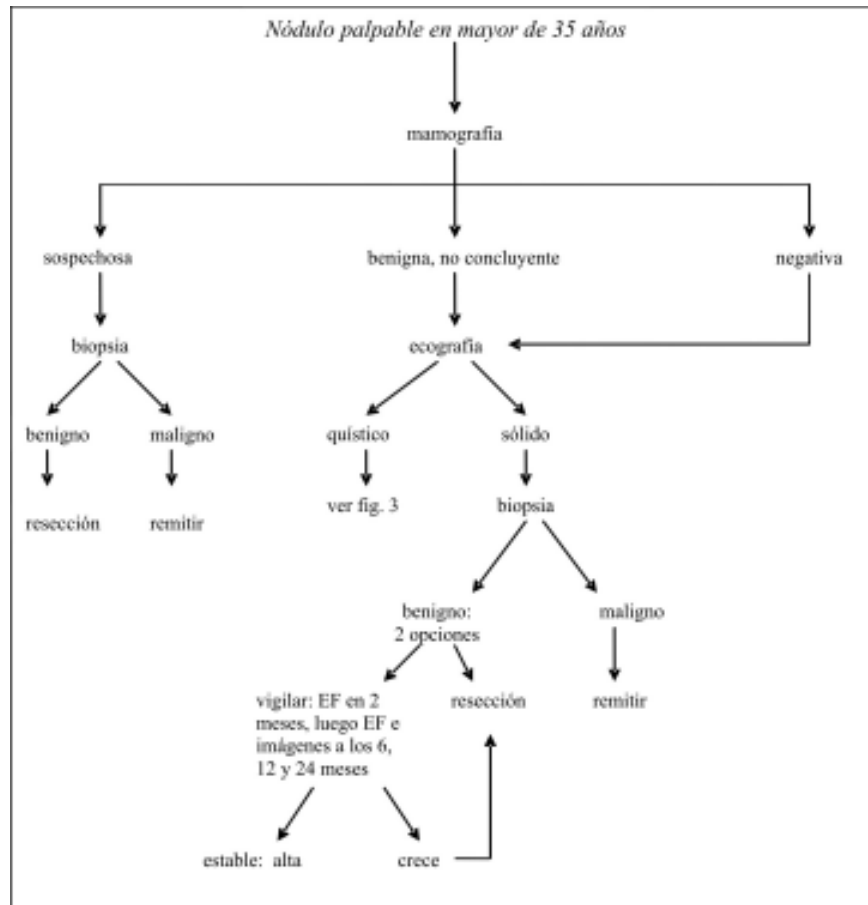 Nódulo palpable en mayor de 35 años
mamografía
sospechosa
benigna, no concluyente
negativa
biopsia
ecografía
benigno
maligno
quístico
sólido
resección
remitir
ver fig. 3
biopsia
benigno:
2 opciones
maligno
vigilar: EF en 2
meses, luego EF e
imágenes a los 6,
12 y 24 meses
resección
remitir
estable: alta
crece